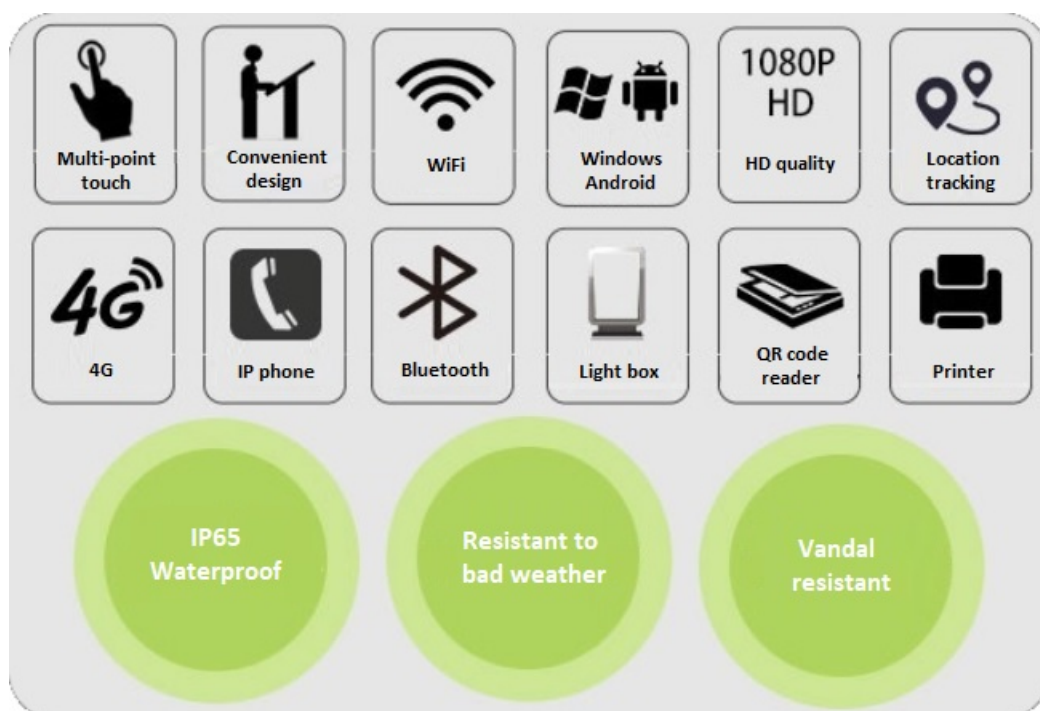 Multi-point
touch
Convenient
design
WiFi
Windows
Android
1080P
HD
HD quality
Location
tracking
4G
4G
IP phone
Bluetooth
Light box
QR code
reader
Printer
IP65
Waterproof
Resistant to
bad weather
Vandal
resistant